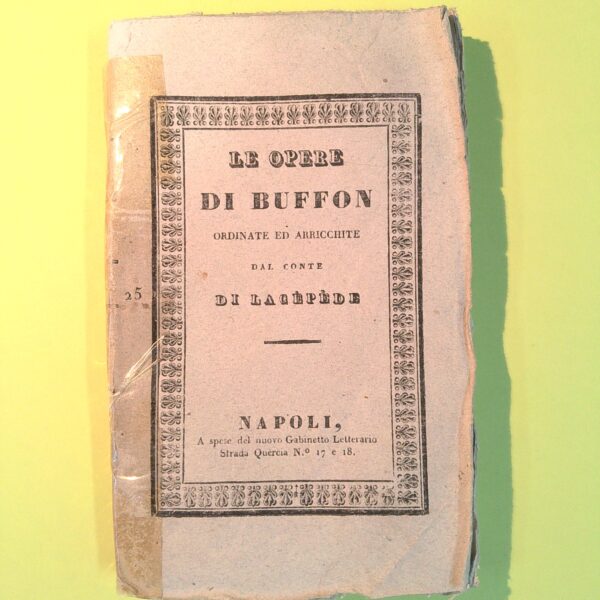 LE OPERE
DI BUFFON
ORDINATE ED ARRICCHITE
DAL CONTE
DI LACÉPÈDE
25
NAPOLI,
A spese del nuovo Gabinetto Letterario
Strada Quercia N.º 17 e 18.